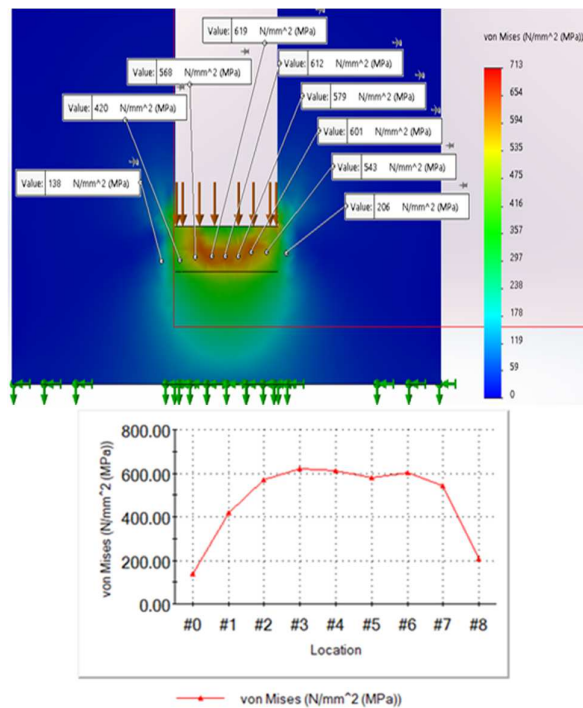 Value: 619 N/mm^2 (MPa)
von Mises (N/mm^2 (MPa))
Value: 568 N/mm^2 (MPa)
Value: 612 N/mm^2 (MPa)
Value: 420 N/mm^2 (MPa)
Value: 579 N/mm^2 (MPa)
Value: 601 N/mm^2 (MPa)
Value: 543 N/mm^2 (MPa)
Value: 138 N/mm^2 (MPa)
Value: 206 N/mm^2 (MPa)
713
654
594
535
476
416
357
298
238
179
119
59
0
800.00
600.00
400.00
200.00
0.00
von Mises (N/mm^2 (MPa))
#0 #1 #2 #3 #4 #5 #6 #7 #8
Location
von Mises (N/mm^2 (MPa))